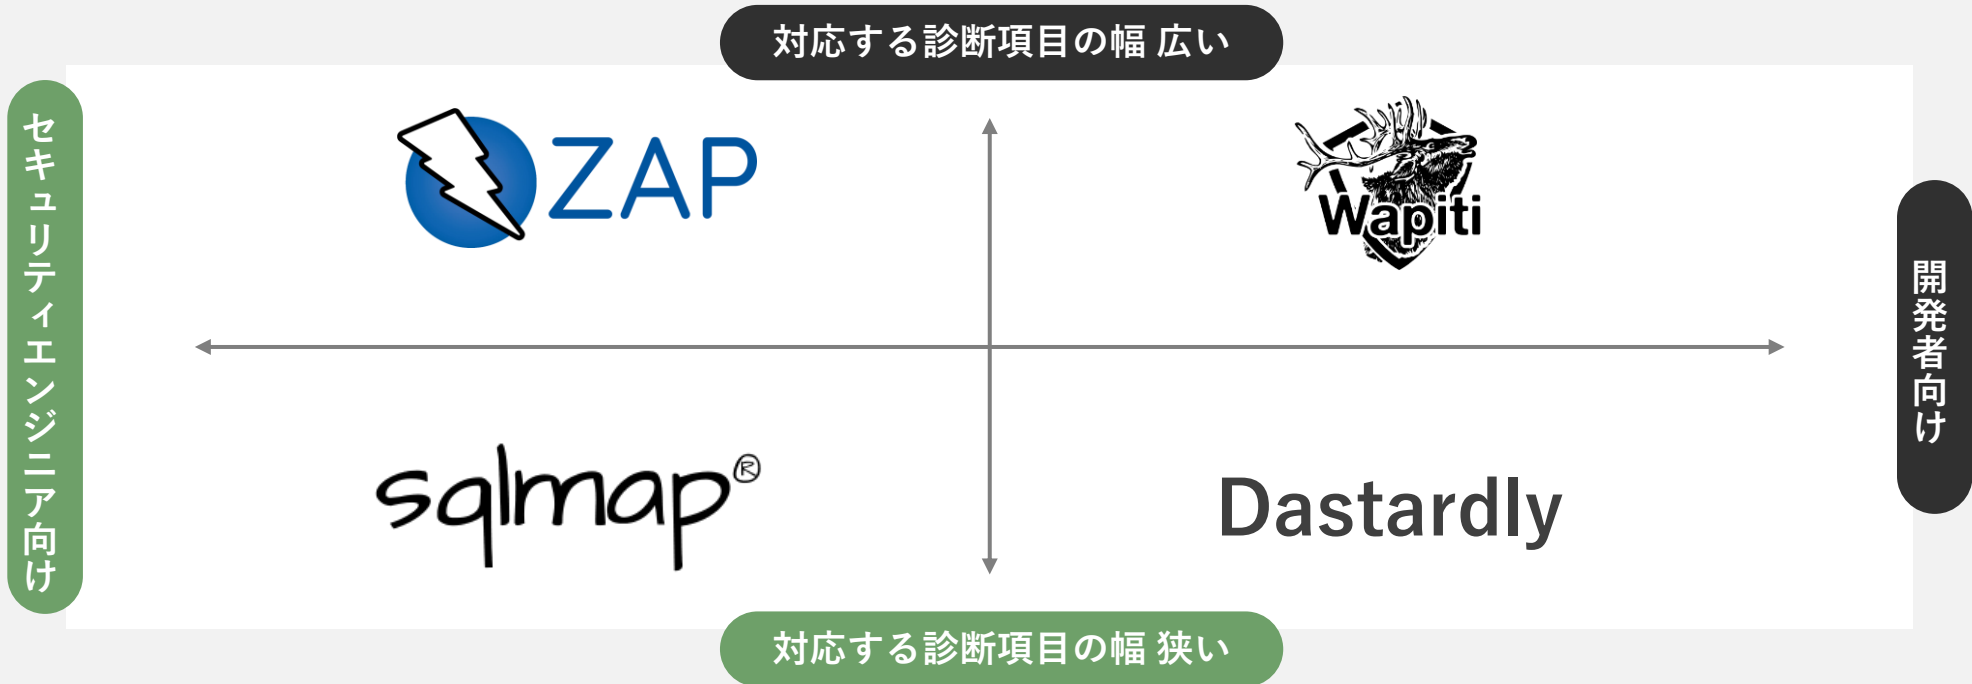 対応する診断項目の幅 広い
セキュリティエンジニア向け
ZAP
Wapiti
開発者向け
sqlmap®
Dastardly
対応する診断項目の幅 狭い